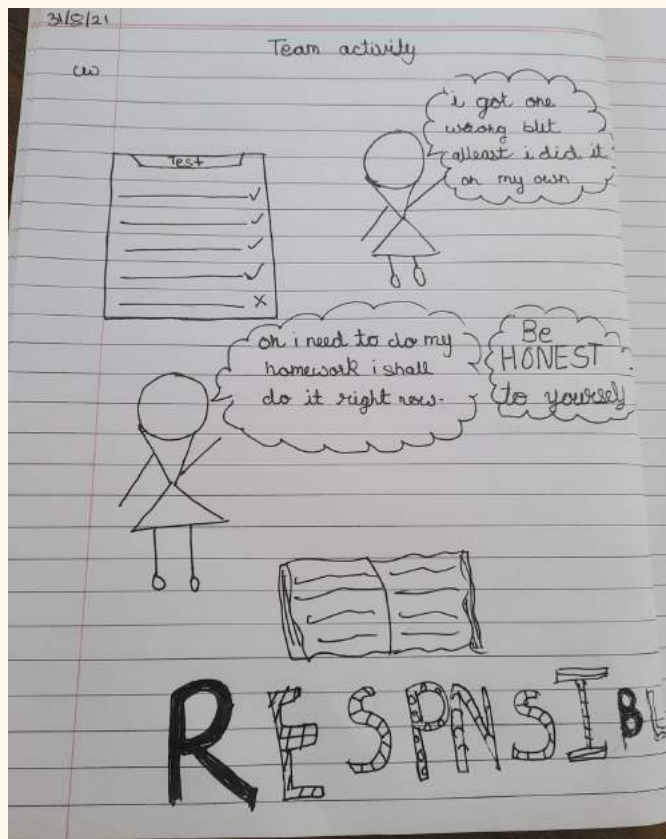 31/8/21
Team activity
CW
i got one
wrong but
atleast i did it
on my own
Test
oh i need to do my
homework i shall
do it right now.
Be
HONEST
to yourself
RESPNSIBL